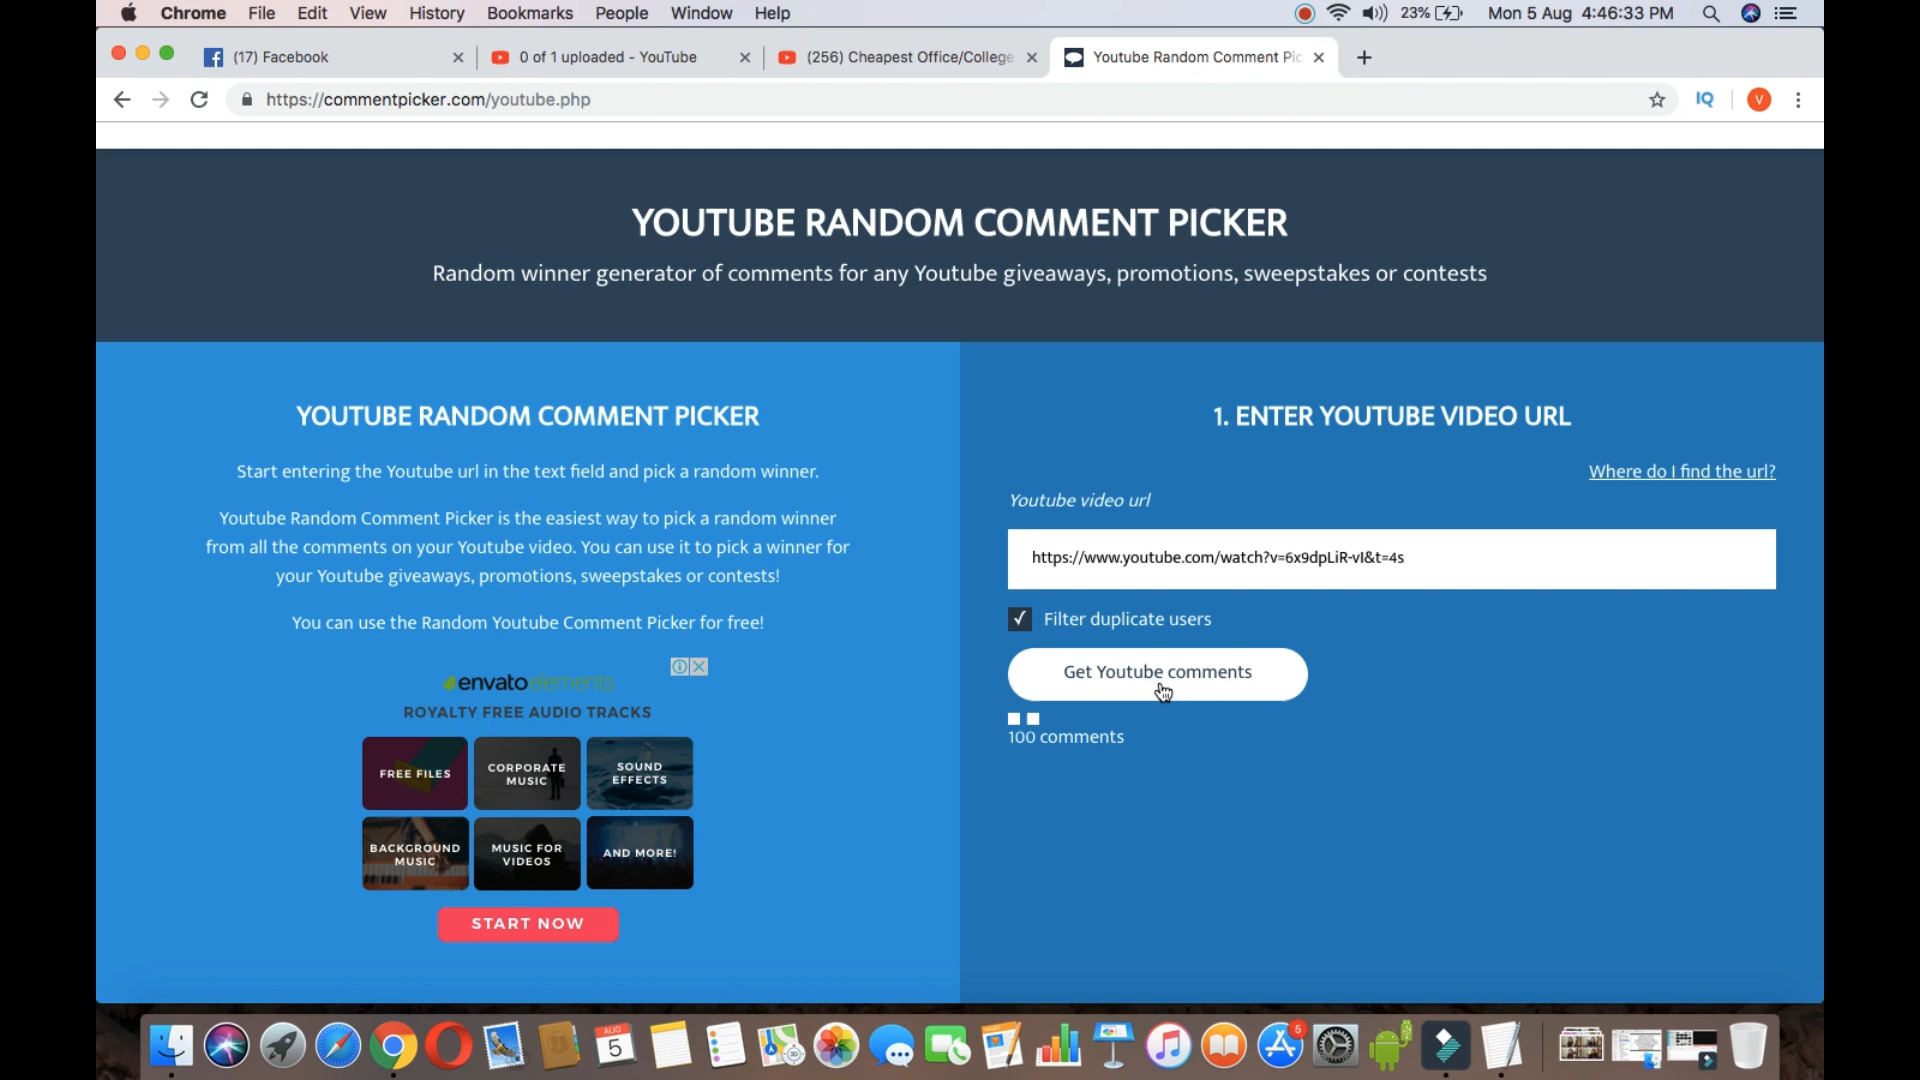 Chrome File Edit View History Bookmarks People Window Help 23% Mon 5 Aug 4:46:33 PM
(17) Facebook 0 of 1 uploaded - YouTube (256) Cheapest Office/College Youtube Random Comment Pic
https://commentpicker.com/youtube.php IQ V
YOUTUBE RANDOM COMMENT PICKER
Random winner generator of comments for any Youtube giveaways, promotions, sweepstakes or contests
YOUTUBE RANDOM COMMENT PICKER
Start entering the Youtube url in the text field and pick a random winner.
Youtube Random Comment Picker is the easiest way to pick a random winner
from all the comments on your Youtube video. You can use it to pick a winner for
your Youtube giveaways, promotions, sweepstakes or contests!
You can use the Random Youtube Comment Picker for free!
envato elements
ROYALTY FREE AUDIO TRACKS
FREE FILES
CORPORATE
MUSIC
SOUND
EFFECTS
BACKGROUND
MUSIC
MUSIC FOR
VIDEOS
AND MORE!
START NOW
1. ENTER YOUTUBE VIDEO URL
Where do I find the url?
Youtube video url
https://www.youtube.com/watch?v=6x9dpLiR-vI&t=4s
Filter duplicate users
Get Youtube comments
100 comments
AUG
5
3D
5